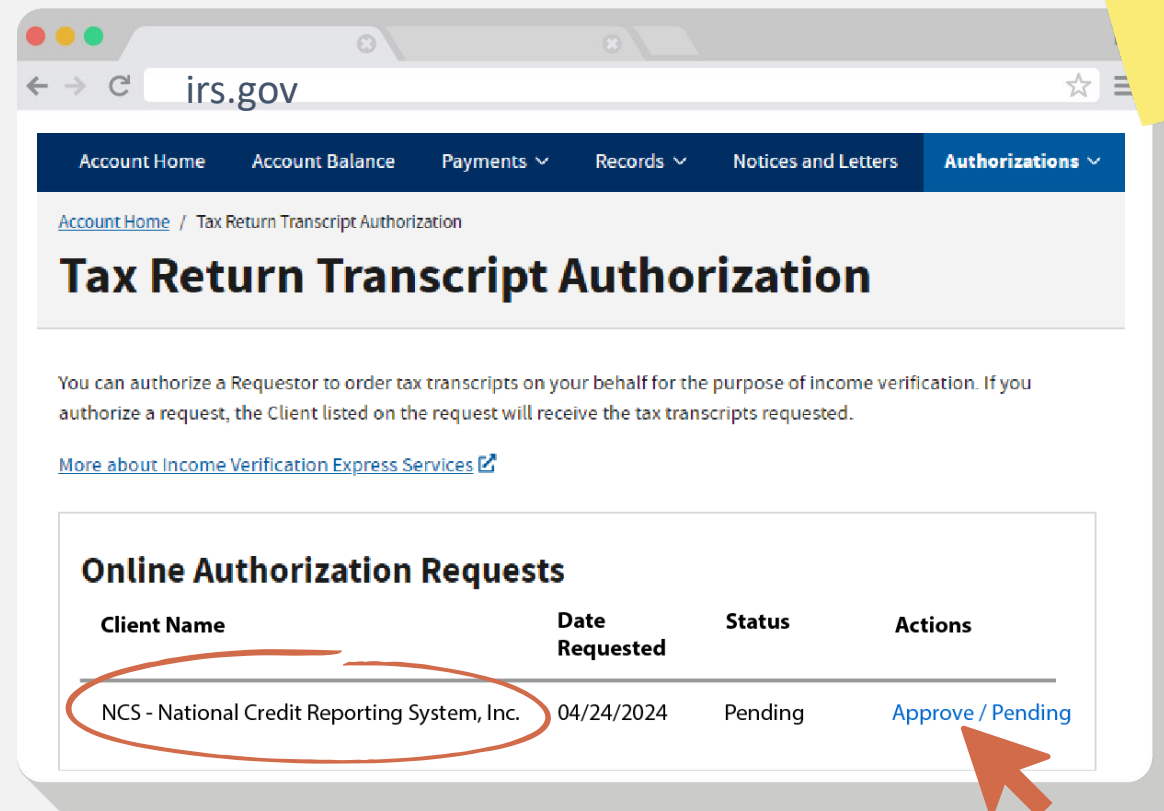 irs.gov
Account Home Account Balance Payments Records Notices and Letters Authorizations
Account Home / Tax Return Transcript Authorization
Tax Return Transcript Authorization
You can authorize a Requestor to order tax transcripts on your behalf for the purpose of income verification. If you
authorize a request, the Client listed on the request will receive the tax transcripts requested.
More about Income Verification Express Services
Online Authorization Requests
Client Name Date Requested Status Actions
NCS - National Credit Reporting System, Inc. 04/24/2024 Pending Approve / Pending